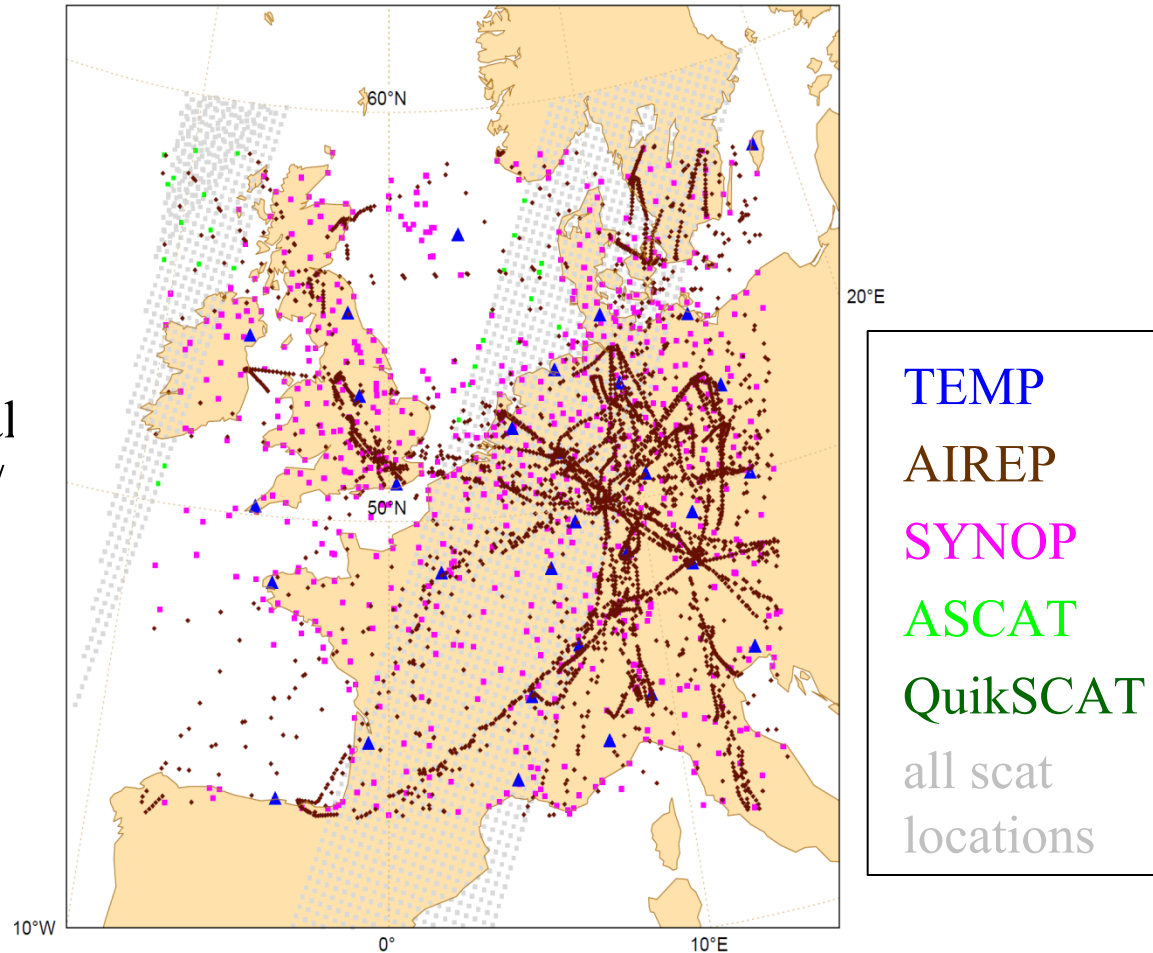 60°N
20°E
50°N
10°W
0°
10°E
TEMP
AIREP
SYNOP
ASCAT
QuikSCAT
all scat
locations